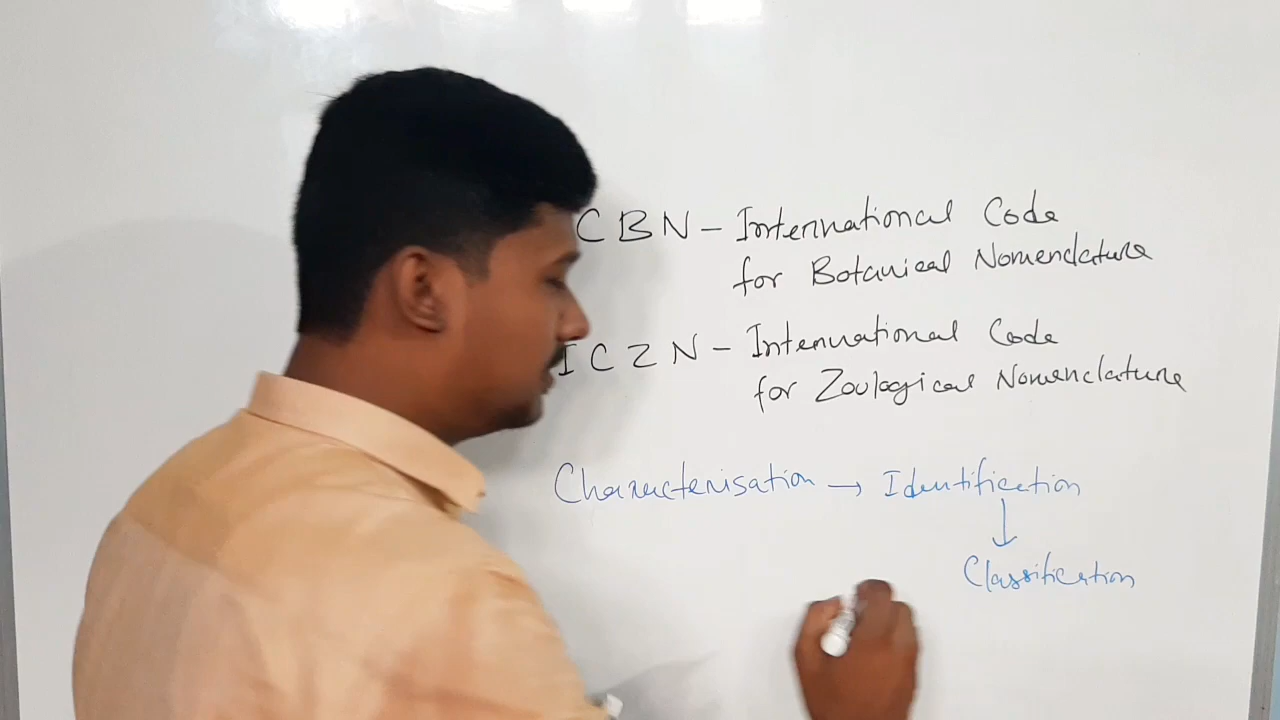 CBN - International Code
for Botanical Nomenclature
ICZN - International Code
for Zoological Nomenclature
Characterisation → Identification
↓
Classification